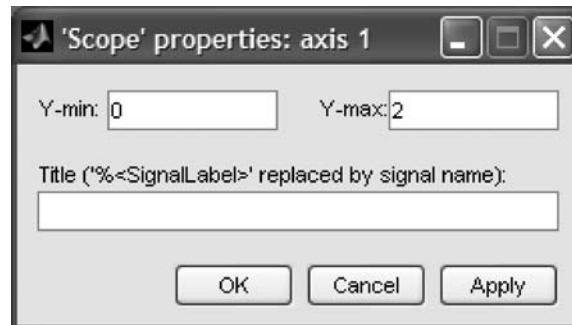 'Scope' properties: axis 1
Y-min: 0 Y-max: 2
Title ('%<SignalLabel>' replaced by signal name):
OK Cancel Apply